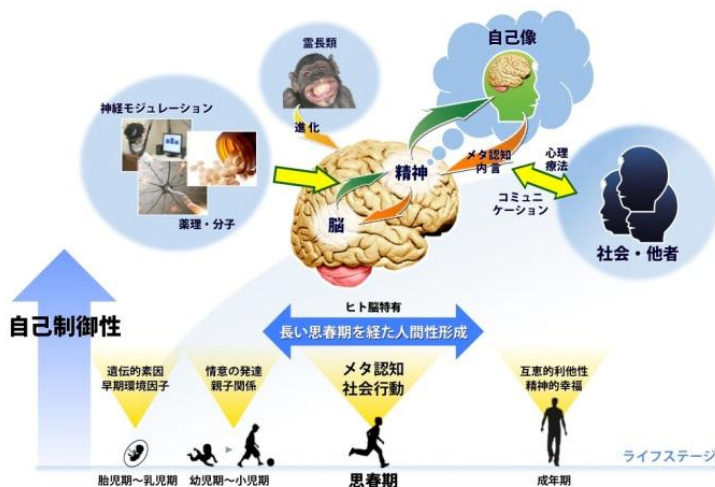 自己像
霊長類
神経モジュレーション
進化
精神
メタ認知
内言
心理
療法
コミュニ
ケーション
脳
薬理・分子
社会・他者
ヒト脳特有
長い思春期を経た人間性形成
自己制御性
遺伝的素因
早期環境因子
情意の発達
親子関係
メタ認知
社会行動
互恵的利他性
精神的幸福
ライフステージ
胎児期～乳児期
幼児期～小児期
思春期
成年期